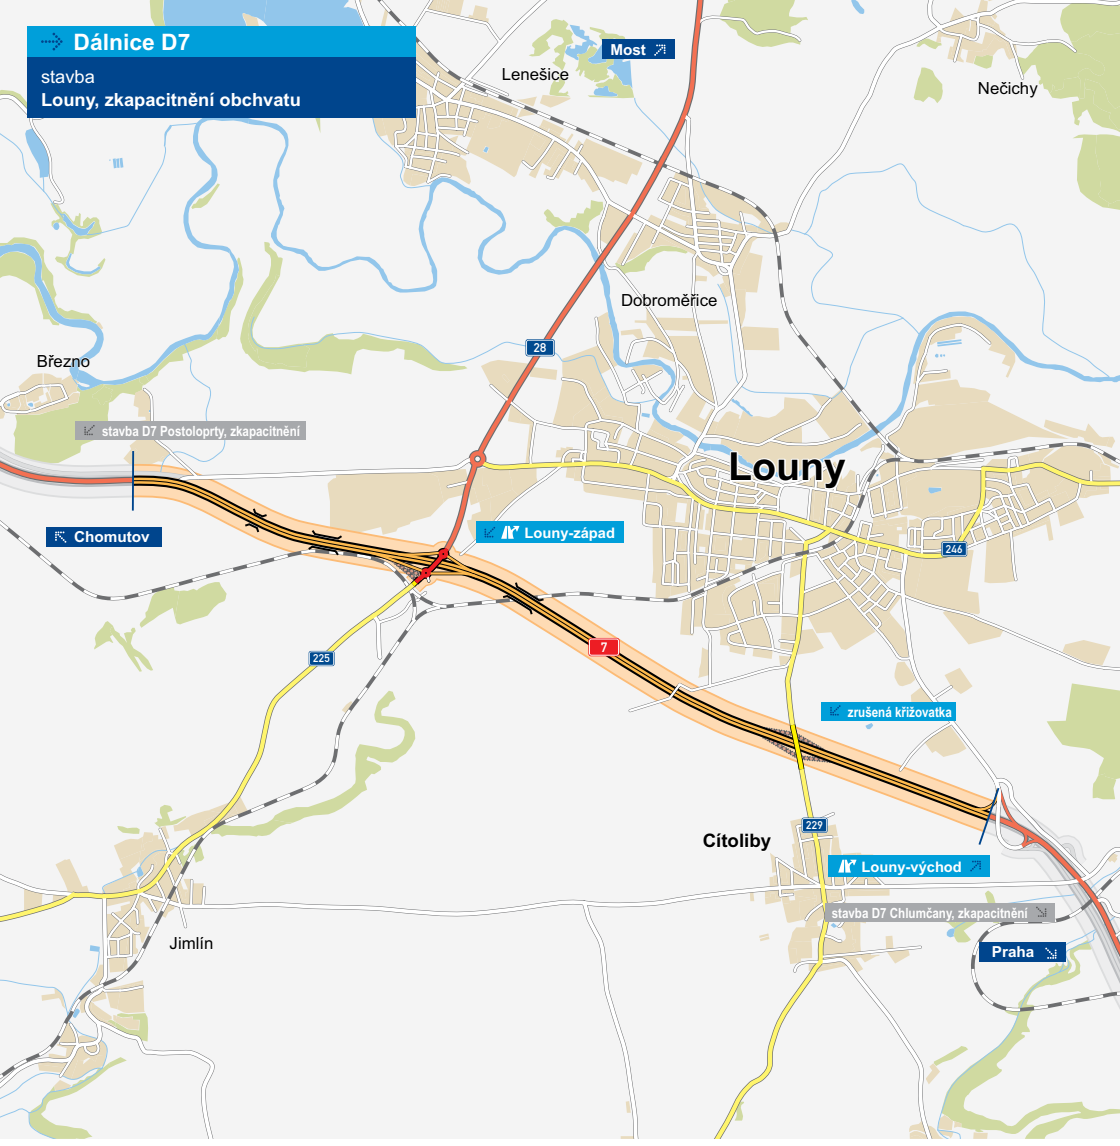 Dálnice D7
stavba
Louny, zkapacitnění obchvatu
Most
Lenešice
Nečichy
Dobroměřice
28
Březno
stavba D7 Postoloprty, zkapacitnění
Louny
Chomutov
Louny-západ
246
7
225
zrušená křižovatka
229
Cítoliby
Louny-východ
stavba D7 Chlumčany, zkapacitnění
Jimlín
Praha